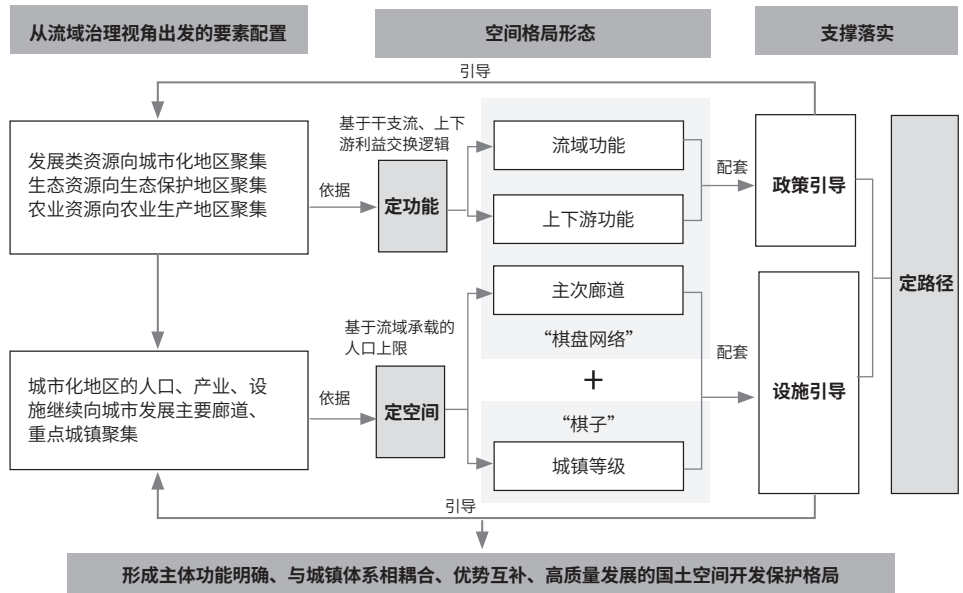 从流域治理视角出发的要素配置
空间格局形态
支撑落实
引导
基于干支流、上下
游利益交换逻辑
发展类资源向城市化地区聚集
生态资源向生态保护地区聚集
农业资源向农业生产地区聚集
依据
定功能
流域功能
上下游功能
配套
政策引导
定路径
主次廊道
“棋盘网络”
基于流域承载的
人口上限
城市化地区的人口、产业、设
施继续向城市发展主要廊道、
重点城镇聚集
依据
定空间
+
“棋子”
城镇等级
配套
设施引导
引导
形成主体功能明确、与城镇体系相耦合、优势互补、高质量发展的国土空间开发保护格局